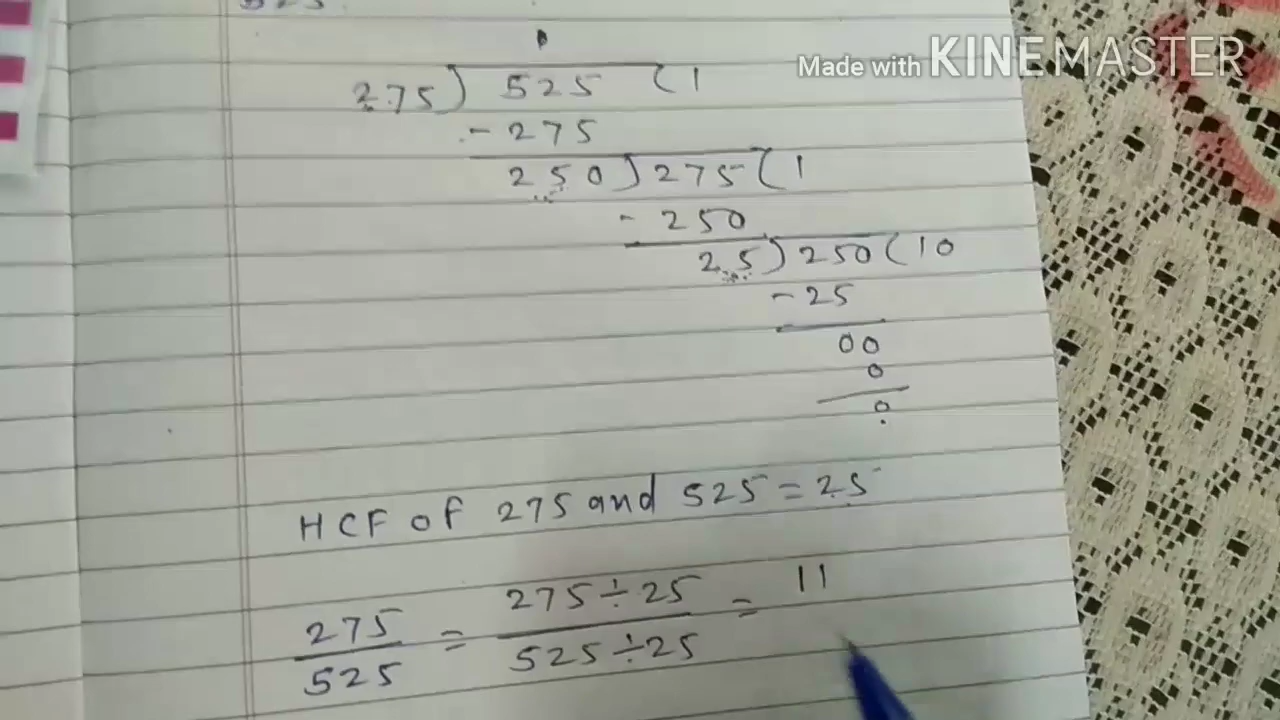 Made with KINEMASTER
275 ) 525 ( 1
- 275
250 ) 275 ( 1
- 250
25 ) 250 ( 10
- 25
00
0
0
HCF of 275 and 525 = 25
275/525 = 275÷25/525÷25 = 11